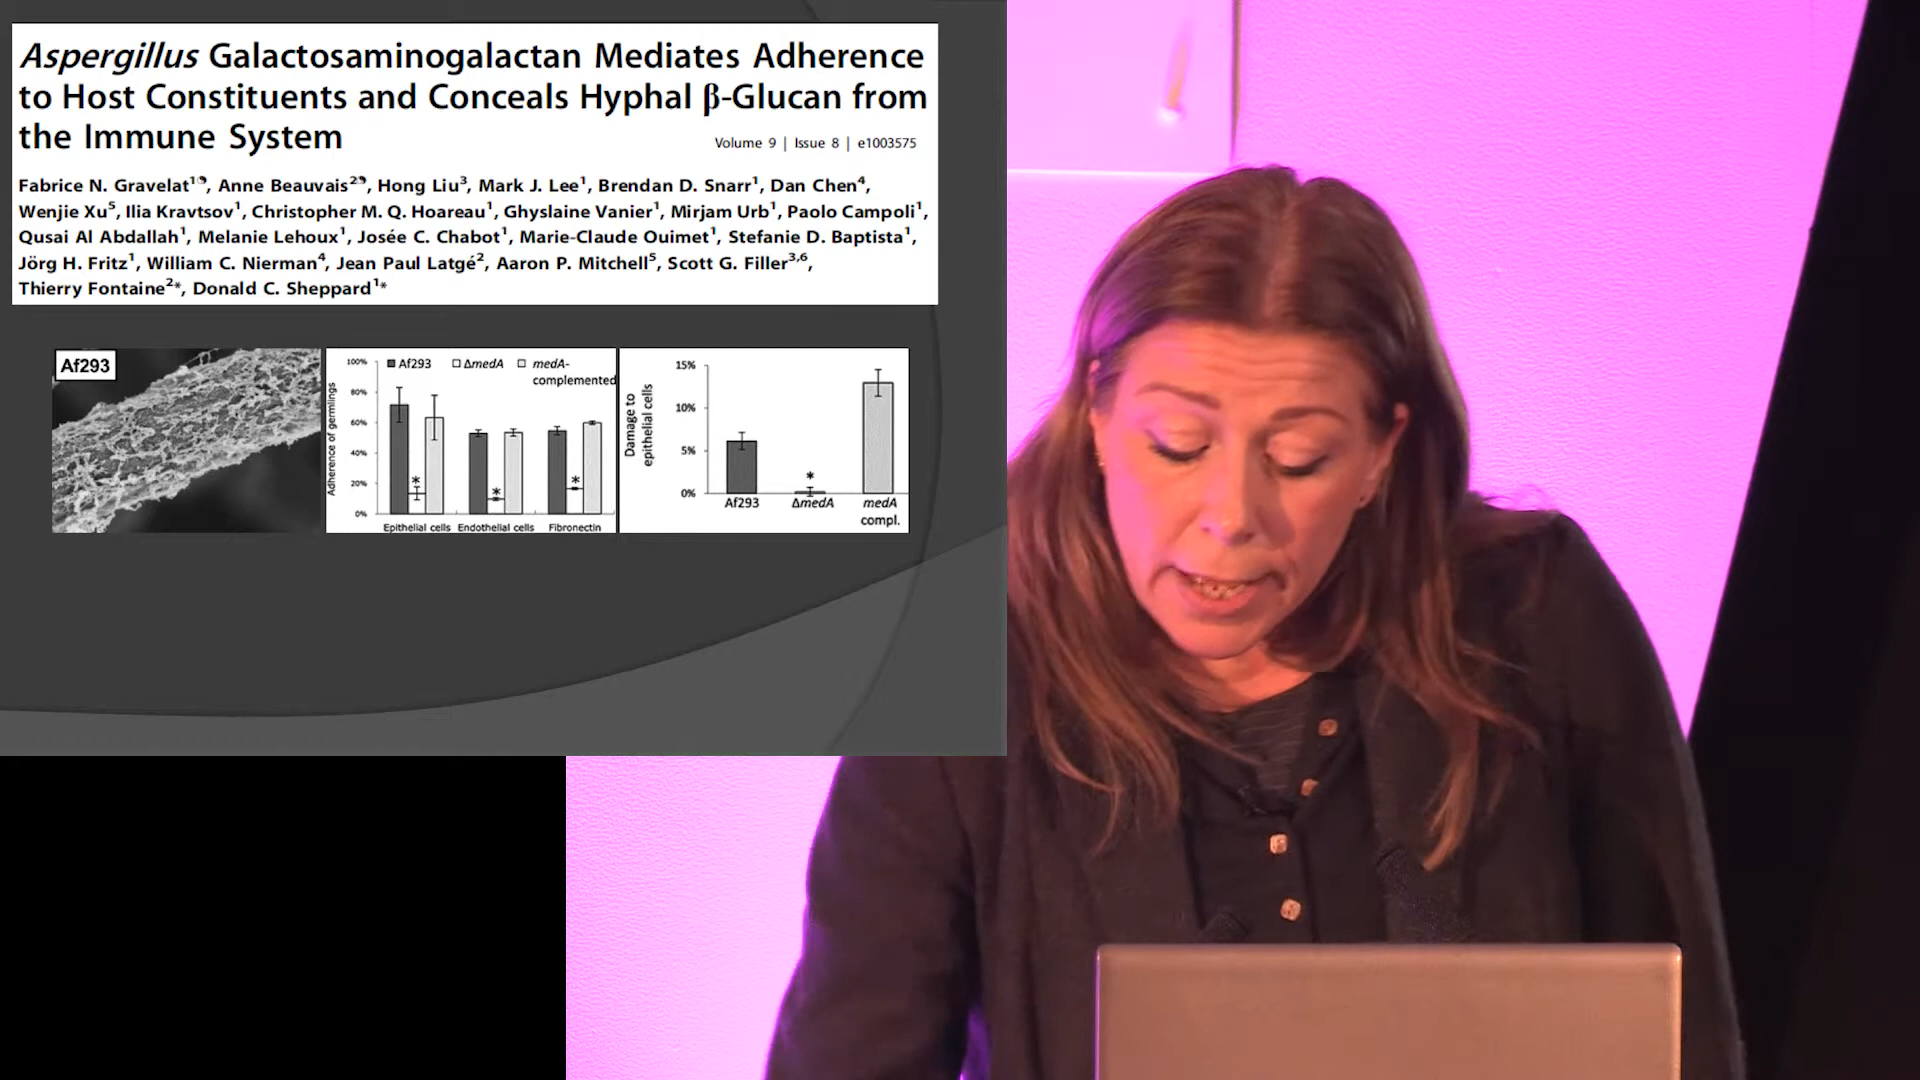 Aspergillus Galactosaminogalactan Mediates Adherence
to Host Constituents and Conceals Hyphal β-Glucan from
the Immune System
Volume 9 | Issue 8 | e1003575
Fabrice N. Gravelat¹⁹, Anne Beauvais²⁹, Hong Liu³, Mark J. Lee¹, Brendan D. Snarr¹, Dan Chen⁴,
Wenjie Xu⁵, Ilia Kravtsov¹, Christopher M. Q. Hoareau¹, Ghyslaine Vanier¹, Mirjam Urb¹, Paolo Campoli¹,
Qusai Al Abdallah¹, Melanie Lehoux¹, Josée C. Chabot¹, Marie-Claude Ouimet¹, Stefanie D. Baptista¹,
Jörg H. Fritz¹, William C. Nierman⁴, Jean Paul Latgé², Aaron P. Mitchell⁵, Scott G. Filler³,⁶,
Thierry Fontaine²*, Donald C. Sheppard¹*
Af293
Adherence of germlings
100%
80%
60%
40%
20%
0%
Af293 ΔmedA medA-
complemented
* * *
Epithelial cells Endothelial cells Fibronectin
Damage to
epithelial cells
15%
10%
5%
0%
*
Af293 ΔmedA medA
compl.